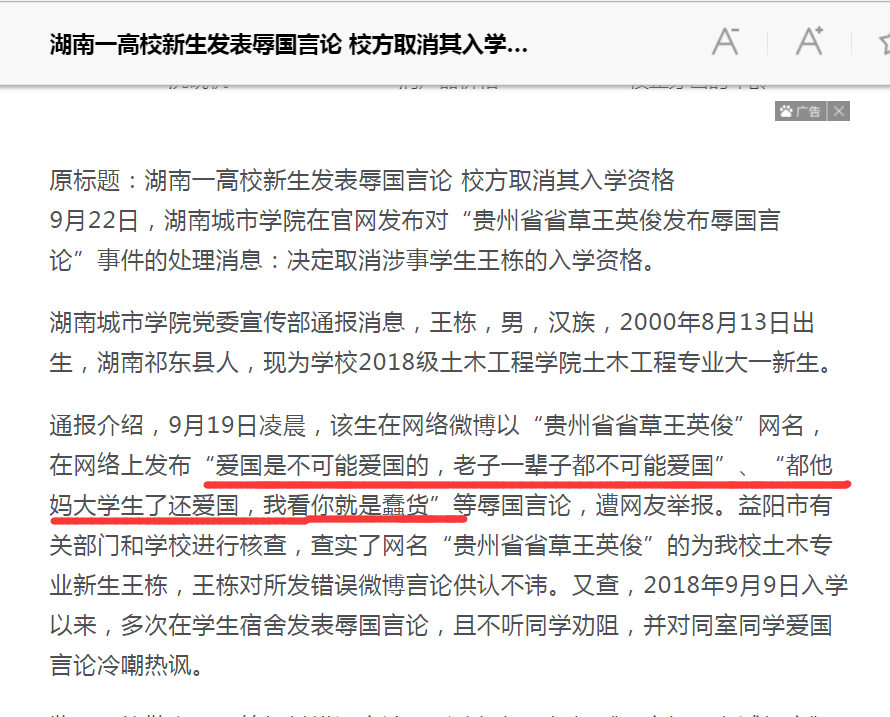 湖南一高校新生发表辱国言论 校方取消其入学...
A-
A+
广告
原标题：湖南一高校新生发表辱国言论 校方取消其入学资格
9月22日，湖南城市学院在官网发布对“贵州省省草王英俊发布辱国言
论”事件的处理消息：决定取消涉事学生王栋的入学资格。
湖南城市学院党委宣传部通报消息，王栋，男，汉族，2000年8月13日出
生，湖南祁东县人，现为学校2018级土木工程学院土木工程专业大一新生。
通报介绍，9月19日凌晨，该生在网络微博以“贵州省省草王英俊”网名，
在网络上发布“爱国是不可能爱国的，老子一辈子都不可能爱国”、“都他
妈大学生了还爱国，我看你就是蠢货”等辱国言论，遭网友举报。益阳市有
关部门和学校进行核查，查实了网名“贵州省省草王英俊”的为我校土木专
业新生王栋，王栋对所发错误微博言论供认不讳。又查，2018年9月9日入学
以来，多次在学生宿舍发表辱国言论，且不听同学劝阻，并对同室同学爱国
言论冷嘲热讽。